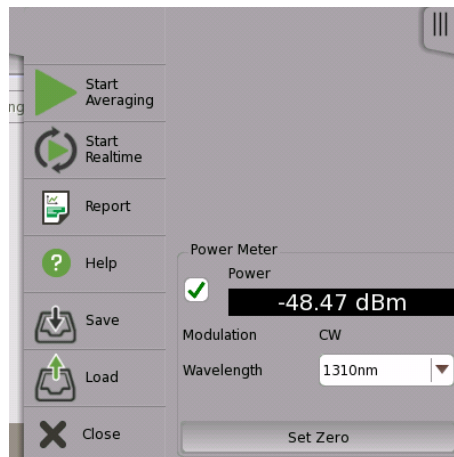 Start
Averaging
ng
Start
Realtime
Report
Help
Save
Load
Close
Power Meter
Power
-48.47 dBm
Modulation CW
Wavelength 1310nm
Set Zero